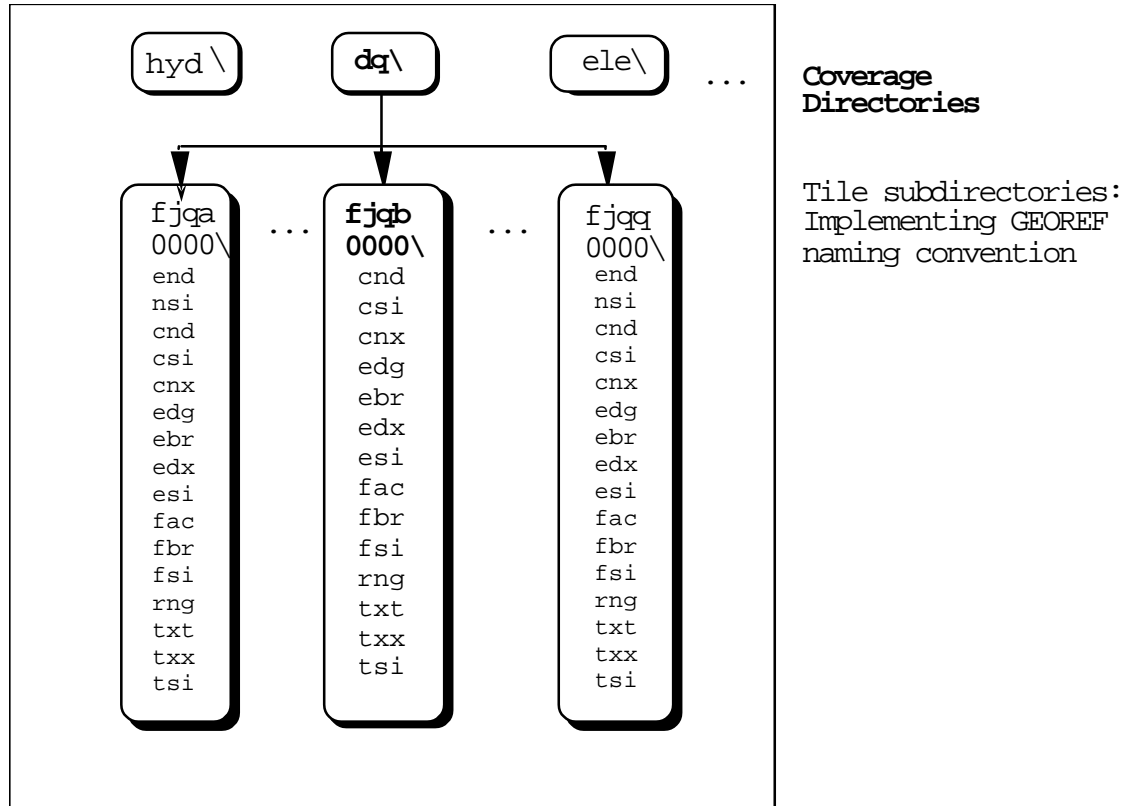 hyd\
dq\
ele\
...
Coverage
Directories
Tile subdirectories:
Implementing GEOREF
naming convention
fjqa
0000\
end
nsi
cnd
csi
cnx
edg
ebr
edx
esi
fac
fbr
fsi
rng
txt
txx
tsi
...
fjqb
0000\
cnd
csi
cnx
edg
ebr
edx
esi
fac
fbr
fsi
rng
txt
txx
tsi
...
fjqq
0000\
end
nsi
cnd
csi
cnx
edg
ebr
edx
esi
fac
fbr
fsi
rng
txt
txx
tsi